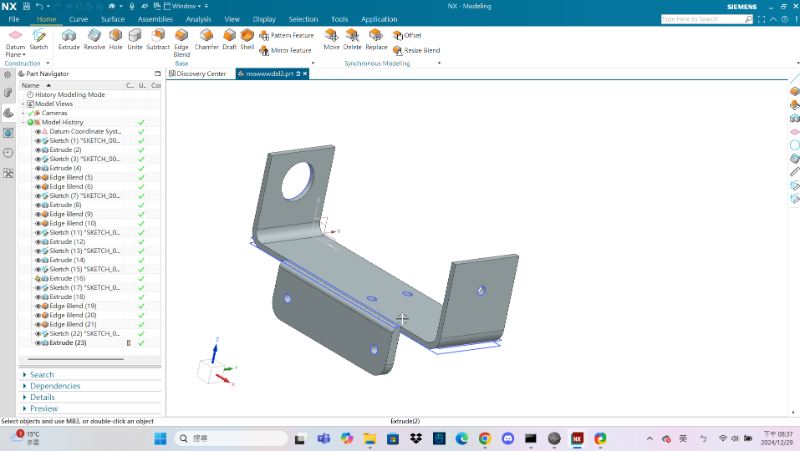 NX Window SIEMENS
NX - Modeling
File Home Curve Surface Assemblies Analysis View Display Selection Tools Application
Type Here to Search
Datum Plane Sketch Extrude Revolve Hole Unite Subtract Edge Blend Chamfer Draft Shell Pattern Feature Mirror Feature Move Delete Replace Offset Resize Blend
Construction Base Synchronous Modeling
Part Navigator
Discovery Center
mowwwdel2.prt
Name C... U... Co
History Modeling Mode
Model Views
Cameras
Model History
Datum Coordinate Syst...
Sketch (1) "SKETCH_00...
Extrude (2)
Sketch (3) "SKETCH_00...
Extrude (4)
Edge Blend (5)
Edge Blend (6)
Sketch (7) "SKETCH_00...
Extrude (8)
Edge Blend (9)
Edge Blend (10)
Sketch (11) "SKETCH_0...
Extrude (12)
Sketch (13) "SKETCH_0...
Extrude (14)
Sketch (15) "SKETCH_0...
Extrude (16)
Sketch (17) "SKETCH_0...
Extrude (18)
Edge Blend (19)
Edge Blend (20)
Edge Blend (21)
Sketch (22) "SKETCH_0...
Extrude (23)
Search
Dependencies
Details
Preview
Z
Y
X
Select objects and use MB3, or double-click an object
Extrude(2)
1
15°C
多雲
搜尋
英
下午 08:37
2024/12/29